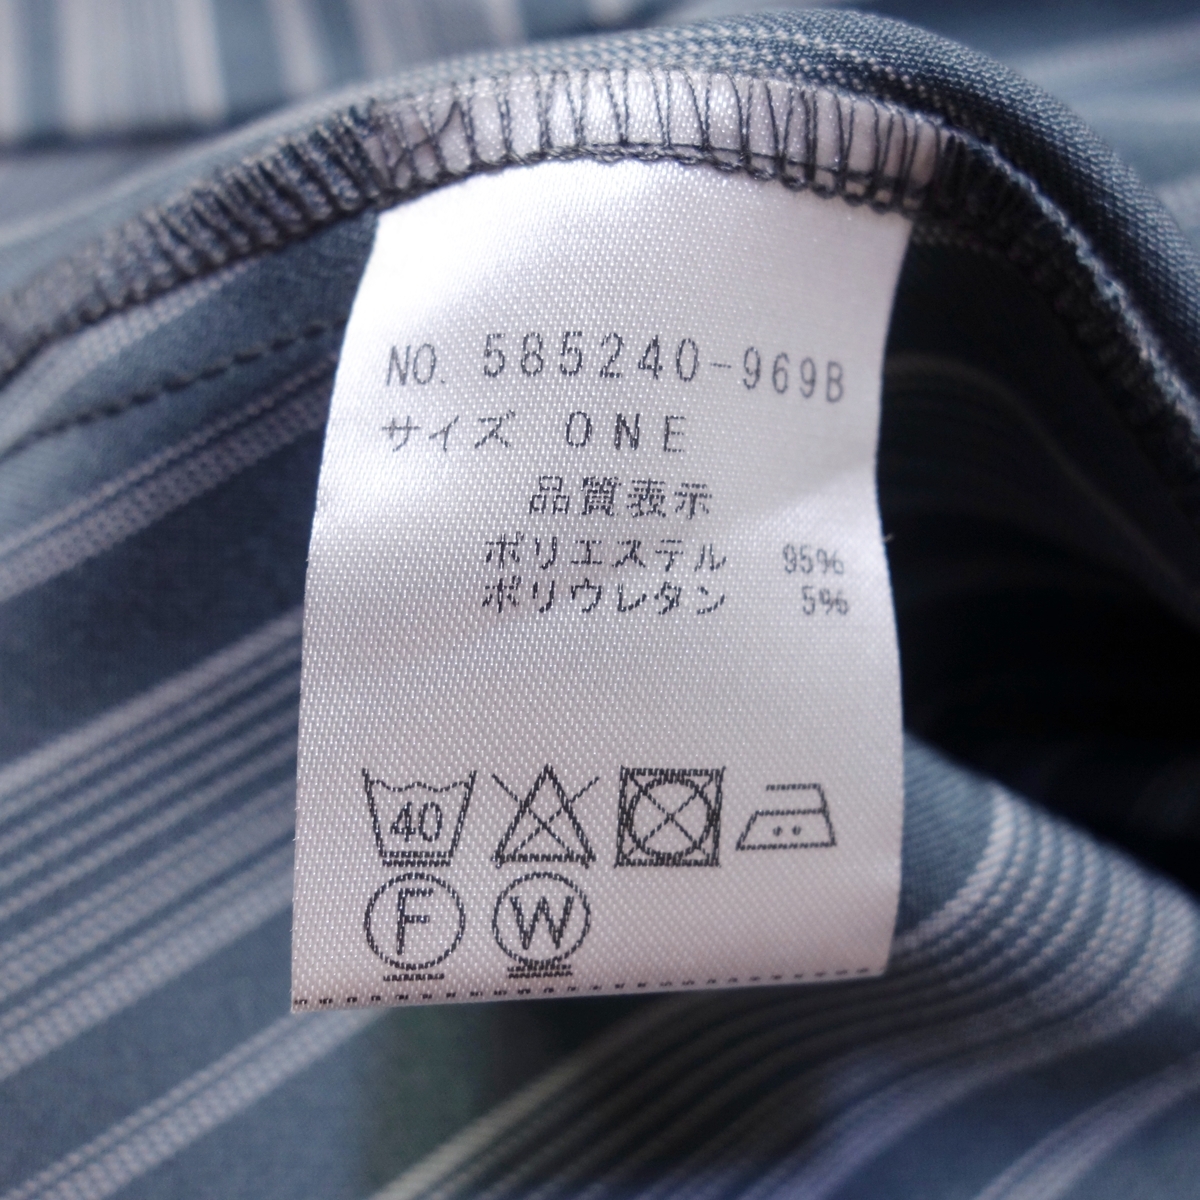 NO. 585240-969B
サイズ ONE
品質表示
ポリエステル 95%
ポリウレタン 5%
40
F W